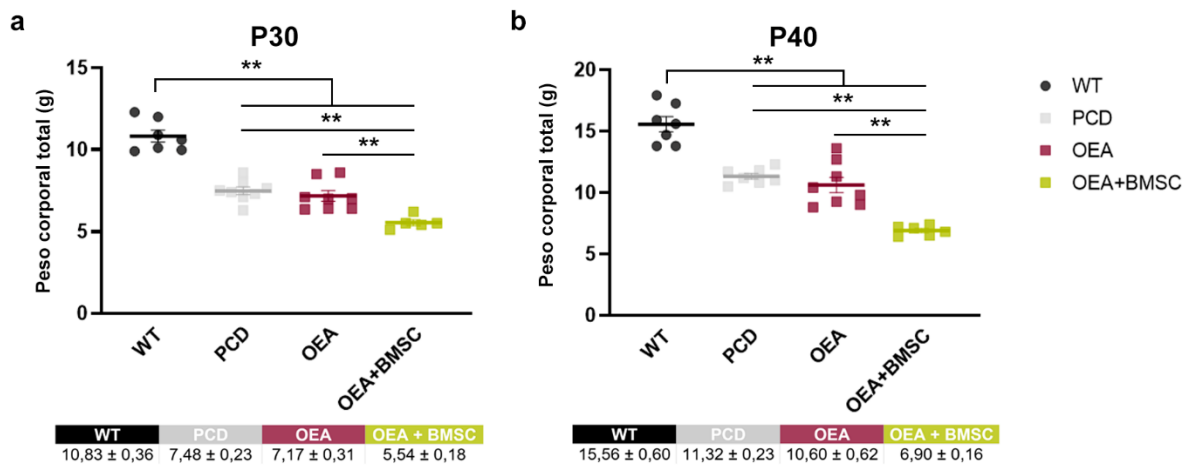 a
P30
Peso corporal total (g)
15
10
5
0
**
**
**
WT
PCD
OEA
OEA+BMSC
WT PCD OEA OEA + BMSC
10,83 ± 0,36 7,48 ± 0,23 7,17 ± 0,31 5,54 ± 0,18
b
P40
Peso corporal total (g)
20
15
10
5
0
**
**
**
WT
PCD
OEA
OEA+BMSC
WT PCD OEA OEA + BMSC
15,56 ± 0,60 11,32 ± 0,23 10,60 ± 0,62 6,90 ± 0,16
WT
PCD
OEA
OEA+BMSC